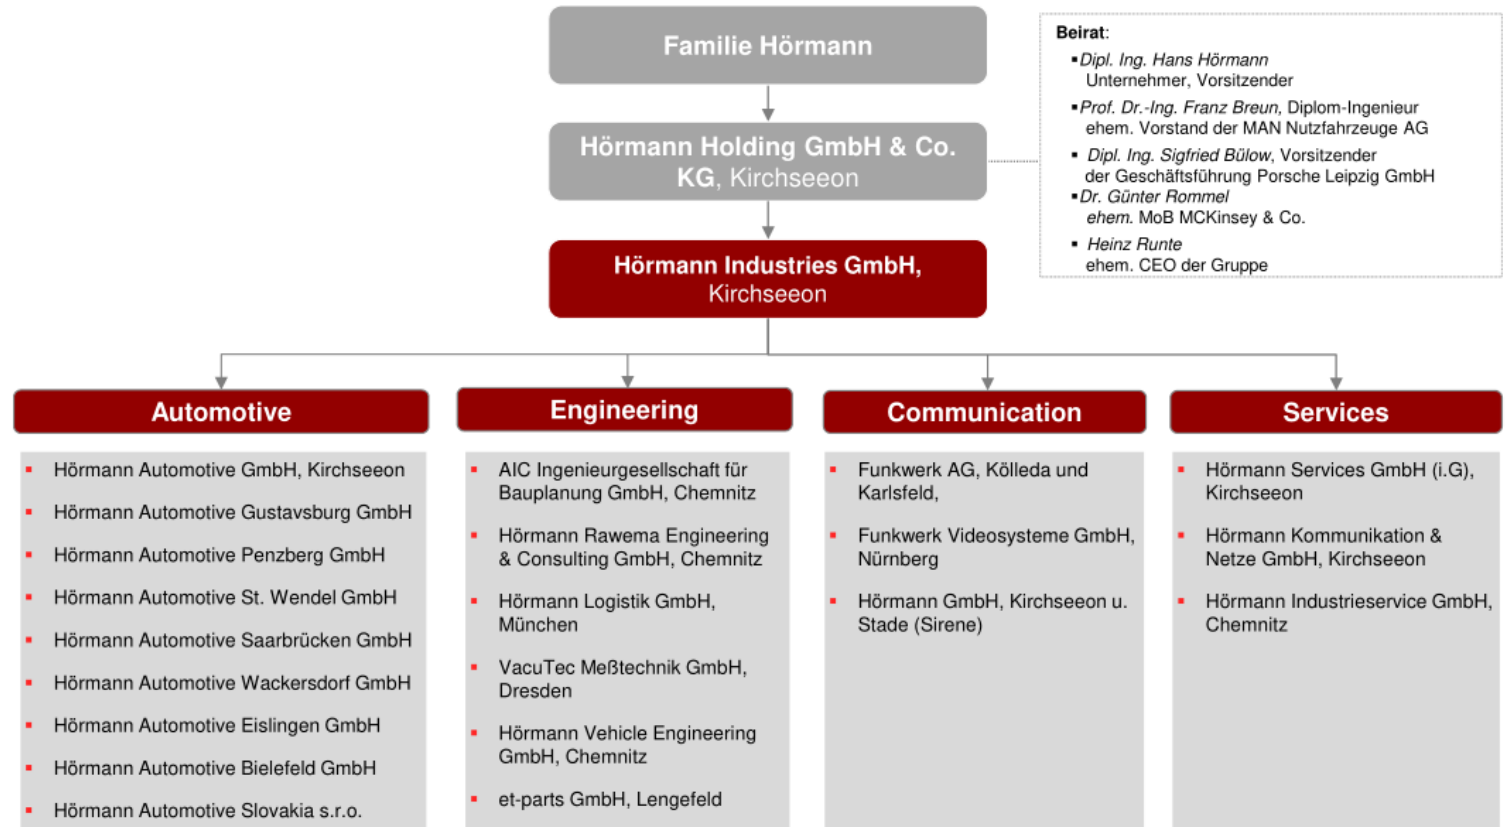 Familie Hörmann
Hörmann Holding GmbH & Co.
KG, Kirchseeon
Hörmann Industries GmbH,
Kirchseeon
Beirat:
▪Dipl. Ing. Hans Hörmann
Unternehmer, Vorsitzender
▪Prof. Dr.-Ing. Franz Breun, Diplom-Ingenieur
ehem. Vorstand der MAN Nutzfahrzeuge AG
▪ Dipl. Ing. Sigfried Bülow, Vorsitzender
der Geschäftsführung Porsche Leipzig GmbH
▪Dr. Günter Rommel
ehem. MoB MCKinsey & Co.
▪ Heinz Runte
ehem. CEO der Gruppe
Automotive
▪ Hörmann Automotive GmbH, Kirchseeon
▪ Hörmann Automotive Gustavsburg GmbH
▪ Hörmann Automotive Penzberg GmbH
▪ Hörmann Automotive St. Wendel GmbH
▪ Hörmann Automotive Saarbrücken GmbH
▪ Hörmann Automotive Wackersdorf GmbH
▪ Hörmann Automotive Eislingen GmbH
▪ Hörmann Automotive Bielefeld GmbH
▪ Hörmann Automotive Slovakia s.r.o.
Engineering
▪ AIC Ingenieurgesellschaft für
Bauplanung GmbH, Chemnitz
▪ Hörmann Rawema Engineering
& Consulting GmbH, Chemnitz
▪ Hörmann Logistik GmbH,
München
▪ VacuTec Meßtechnik GmbH,
Dresden
▪ Hörmann Vehicle Engineering
GmbH, Chemnitz
▪ et-parts GmbH, Lengefeld
Communication
▪ Funkwerk AG, Kölleda und
Karlsfeld,
▪ Funkwerk Videosysteme GmbH,
Nürnberg
▪ Hörmann GmbH, Kirchseeon u.
Stade (Sirene)
Services
▪ Hörmann Services GmbH (i.G),
Kirchseeon
▪ Hörmann Kommunikation &
Netze GmbH, Kirchseeon
▪ Hörmann Industrieservice GmbH,
Chemnitz